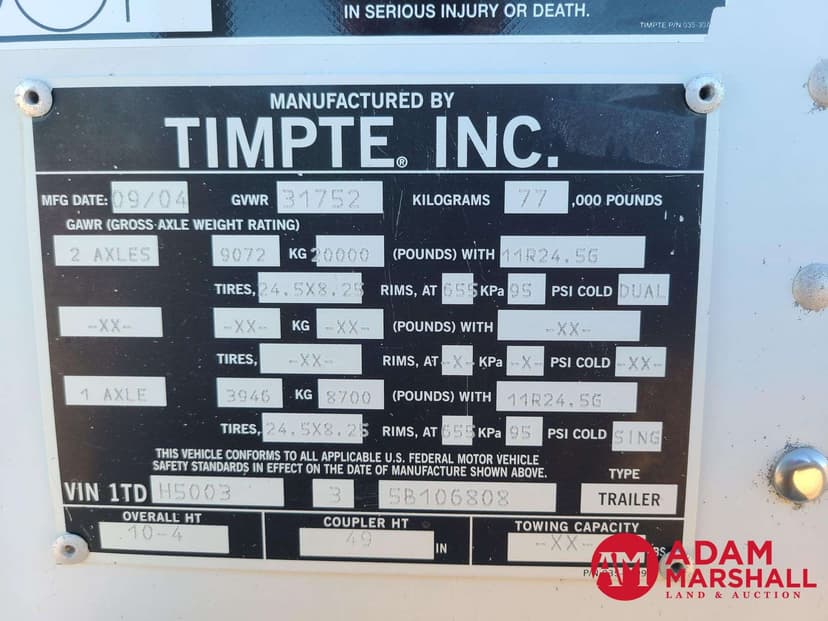 IN SERIOUS INJURY OR DEATH.
MANUFACTURED BY
TIMPTE® INC.
MFG DATE: 09/04 GVWR 31752 KILOGRAMS 77 ,000 POUNDS
GAWR (GROSS AXLE WEIGHT RATING)
2 AXLES 9072 KG 20000 (POUNDS) WITH 11R24.5G
TIRES, 24.5X8.25 RIMS, AT 655 KPa 95 PSI COLD DUAL
-XX- -XX- KG -XX- (POUNDS) WITH -XX-
TIRES, -XX- RIMS, AT -X- KPa -X- PSI COLD -XX-
1 AXLE 3946 KG 8700 (POUNDS) WITH 11R24.5G
TIRES, 24.5X8.25 RIMS, AT 655 KPa 95 PSI COLD SING
THIS VEHICLE CONFORMS TO ALL APPLICABLE U.S. FEDERAL MOTOR VEHICLE
SAFETY STANDARDS IN EFFECT ON THE DATE OF MANUFACTURE SHOWN ABOVE.
TYPE
VIN 1TD H5003 3 5B106808 TRAILER
OVERALL HT COUPLER HT TOWING CAPACITY
10-4 49 IN -XX-
AM ADAM
MARSHALL
LAND & AUCTION